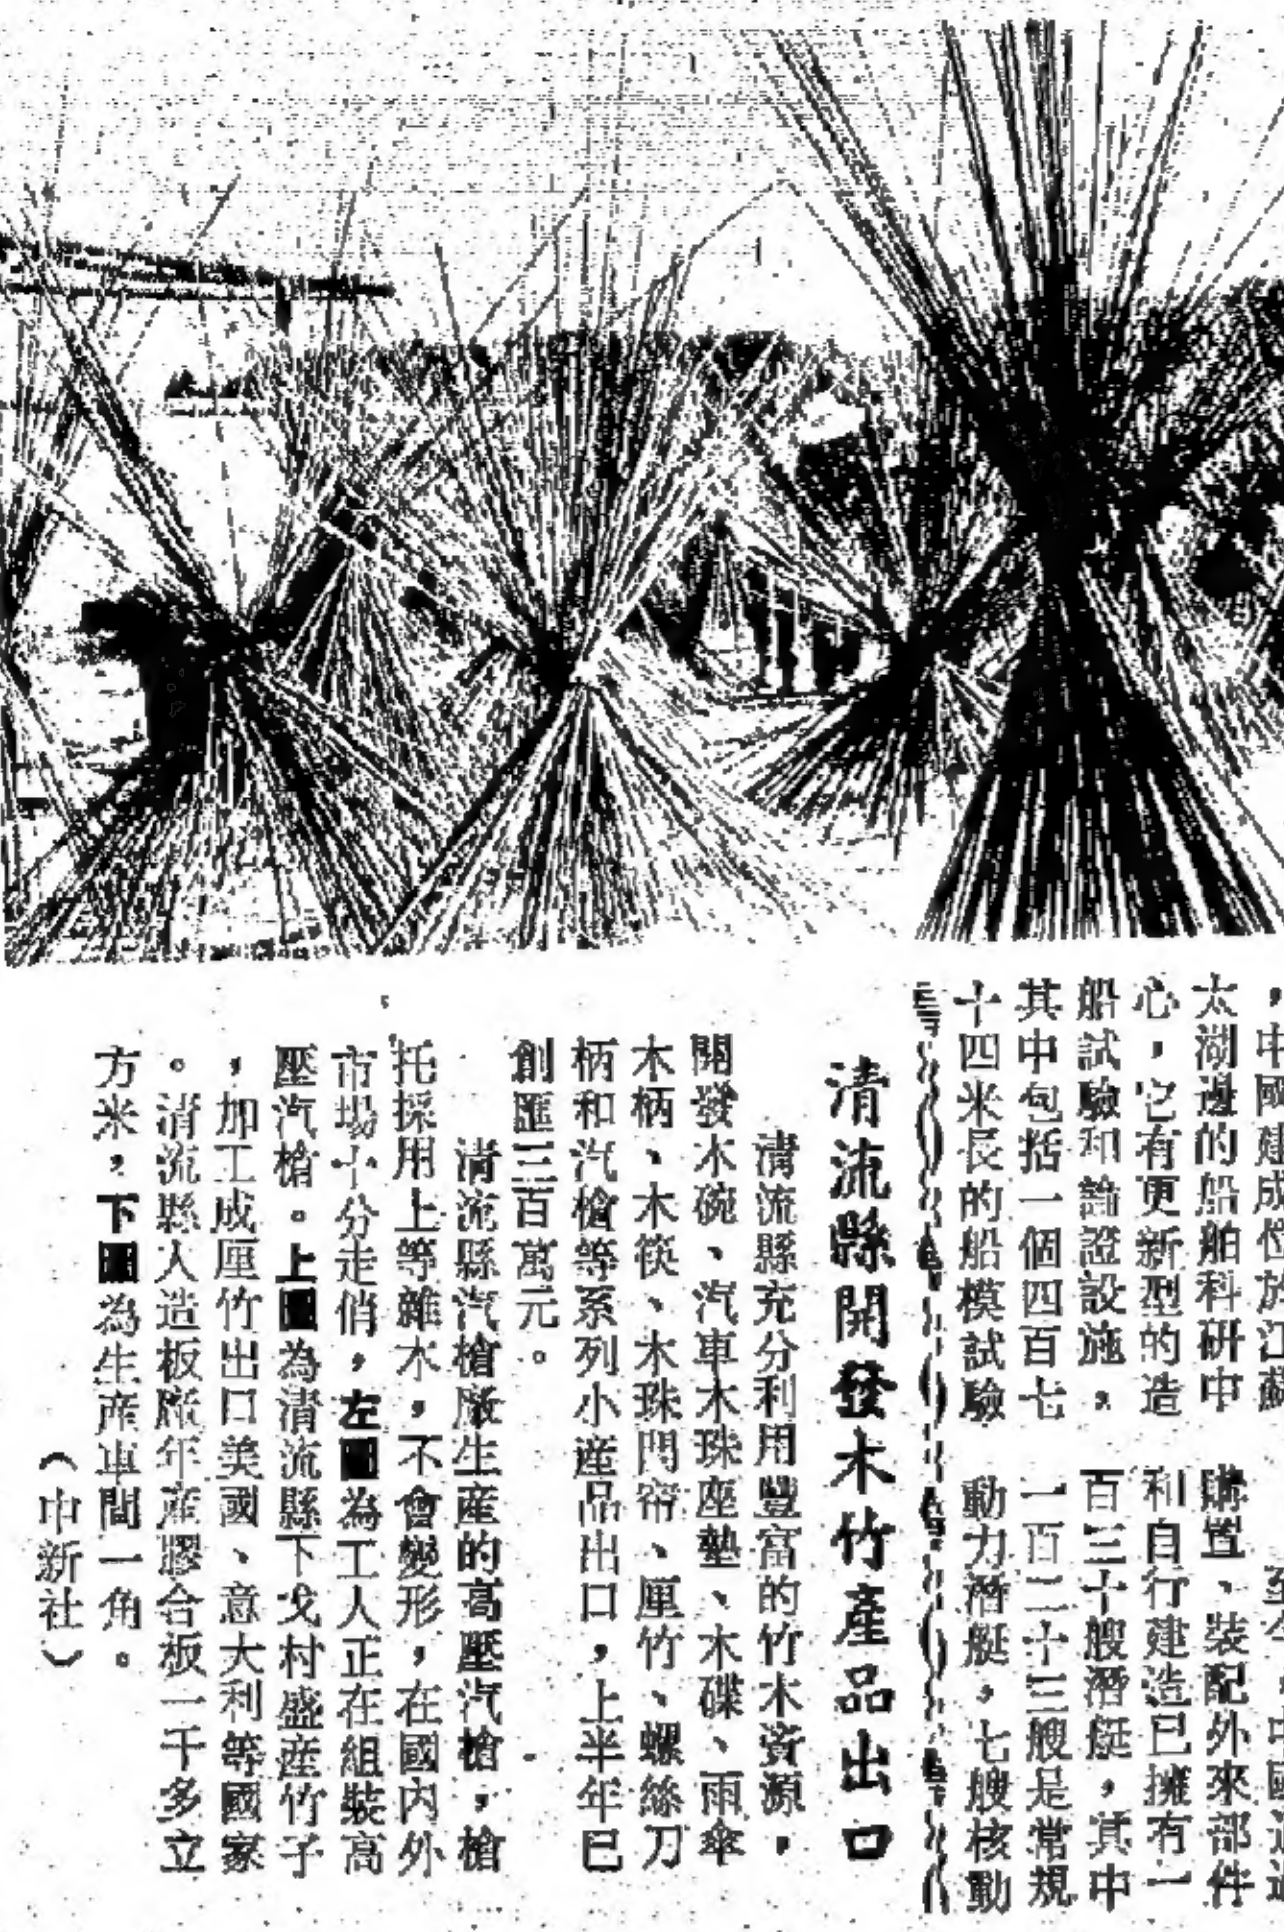 ，中國建成位於江蘇
太湖邊的船舶科研中
心，它有更新型的造
船試驗和論證設施，
其中包括一個四百七
十四米長的船模試驗
至今，中國通過
購置、裝配外來部件
利自行建造已擁有一
百三十艘潛艇，其中
一百二十三艘是常規
動力潛艇，七艘核動
清流縣開發木竹產品出口
清流縣充分利用豐富的竹木資源，
開發木碗、汽車木珠座墊、木碟、雨傘
木柄、木筷、木珠門帘、厘竹、螺絲刀
柄和汽槍等系列小產品出口，上半年已
創匯三百萬元。
清流縣汽槍廠生產的高壓汽槍，槍
托採用上等雜木，不會變形，在國內外
市場十分走俏，左圖為工人正在組裝高
壓汽槍。上圖為清流縣下戈村盛產竹子
，加工成厘竹出口美國、意大利等國家
。清流縣人造板廠年產膠合板一千多立
方米，下圖為生產車間一角。
（中新社）